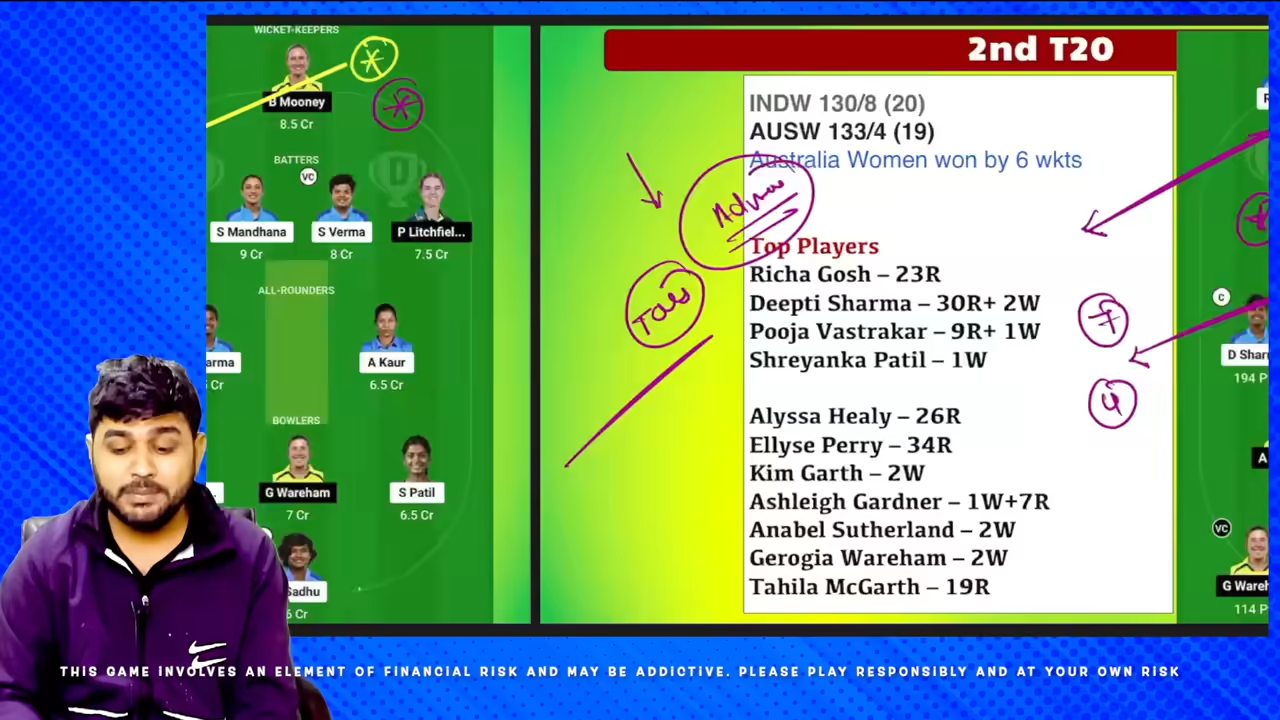 WICKET-KEEPERS
B Mooney
8.5 Cr
BATTERS
VC
S Mandhana
S Verma
P Litchfiel...
9 Cr
8 Cr
7.5 Cr
ALL-ROUNDERS
arma
A Kaur
Cr
6.5 Cr
BOWLERS
G Wareham
S Patil
7 Cr
6.5 Cr
Sadhu
Cr
2nd T20
INDW 130/8 (20)
AUSW 133/4 (19)
Australia Women won by 6 wkts
Top Players
Richa Gosh – 23R
Deepti Sharma – 30R+ 2W
Pooja Vastrakar – 9R+ 1W
Shreyanka Patil – 1W
Alyssa Healy – 26R
Ellyse Perry – 34R
Kim Garth – 2W
Ashleigh Gardner – 1W+7R
Anabel Sutherland – 2W
Gerogia Wareham – 2W
Tahila McGarth – 19R
R
C
D Shar
194 P
A
VC
G Ware
114 P
THIS GAME INVOLVES AN ELEMENT OF FINANCIAL RISK AND MAY BE ADDICTIVE. PLEASE PLAY RESPONSIBLY AND AT YOUR OWN RISK